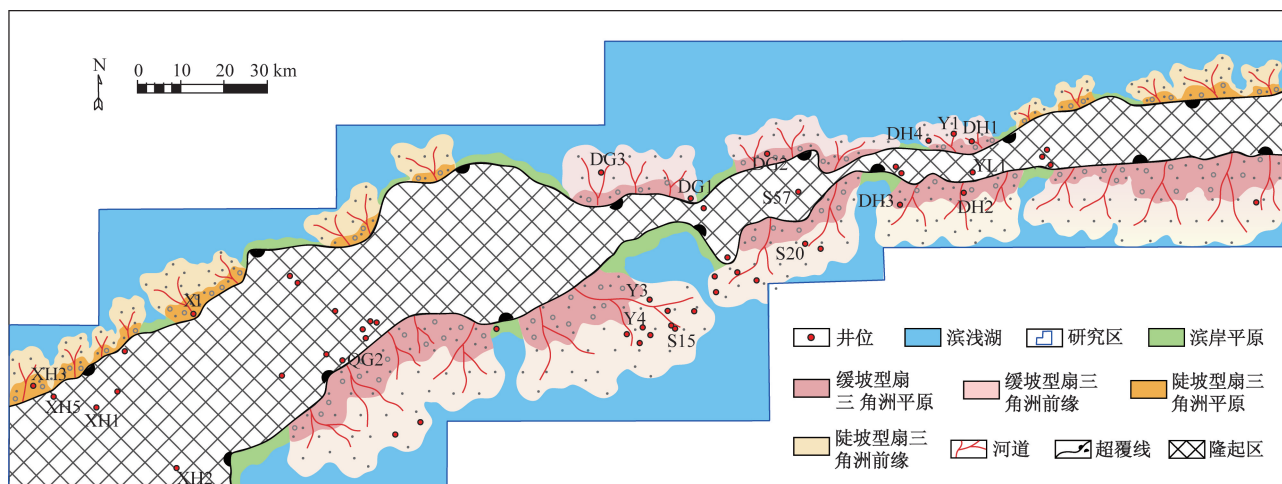 N
0 10 20 30 km
DH4
Y1
DH1
DG3
DG2
YL1
DG1
S57
DH3
DH2
S20
Y3
X1
Y4
S15
QG2
XH3
XH5
XH1
XH2
井位
滨浅湖
研究区
滨岸平原
缓坡型扇
三 角洲平原
缓坡型扇三
角洲前缘
陡坡型扇三
角洲平原
陡坡型扇三
角洲前缘
河道
超覆线
隆起区